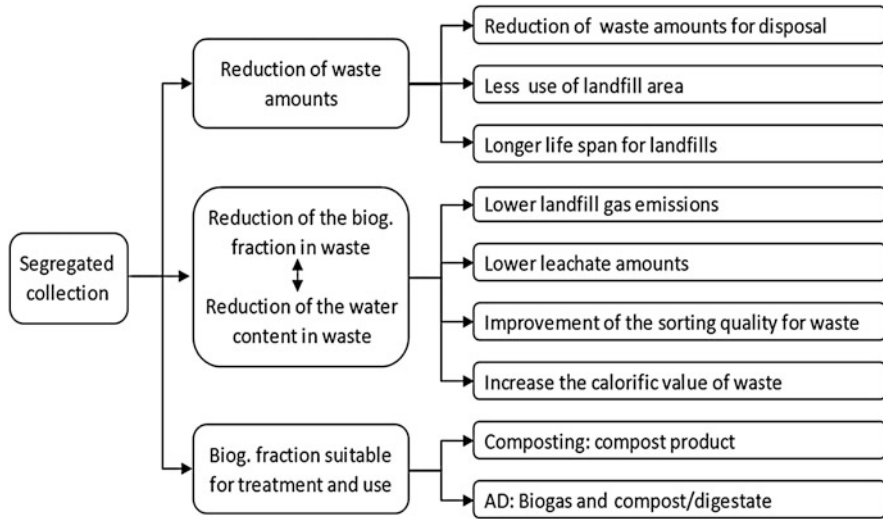 Segregated
collection
Reduction of waste
amounts
Reduction of waste amounts for disposal
Less use of landfill area
Longer life span for landfills
Reduction of the biog.
fraction in waste
Reduction of the water
content in waste
Lower landfill gas emissions
Lower leachate amounts
Improvement of the sorting quality for waste
Increase the calorific value of waste
Biog. fraction suitable
for treatment and use
Composting: compost product
AD: Biogas and compost/digestate